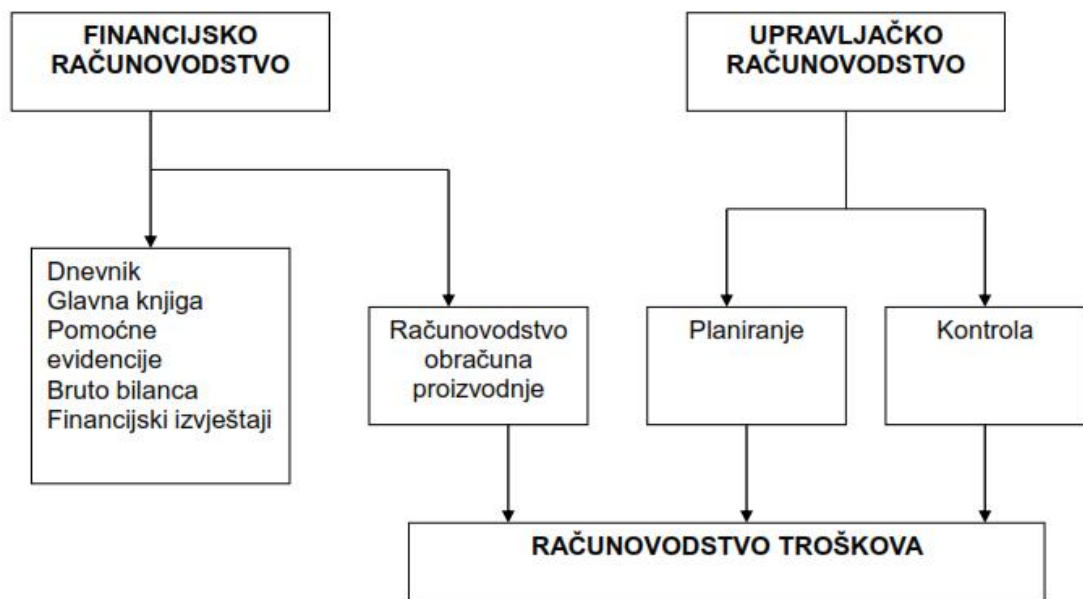 FINANCIJSKO
RAČUNOVODSTVO
UPRAVLJAČKO
RAČUNOVODSTVO
Dnevnik
Glavna knjiga
Pomoćne
evidencije
Bruto bilanca
Financijski izvještaji
Računovodstvo
obračuna
proizvodnje
Planiranje
Kontrola
RAČUNOVODSTVO TROŠKOVA